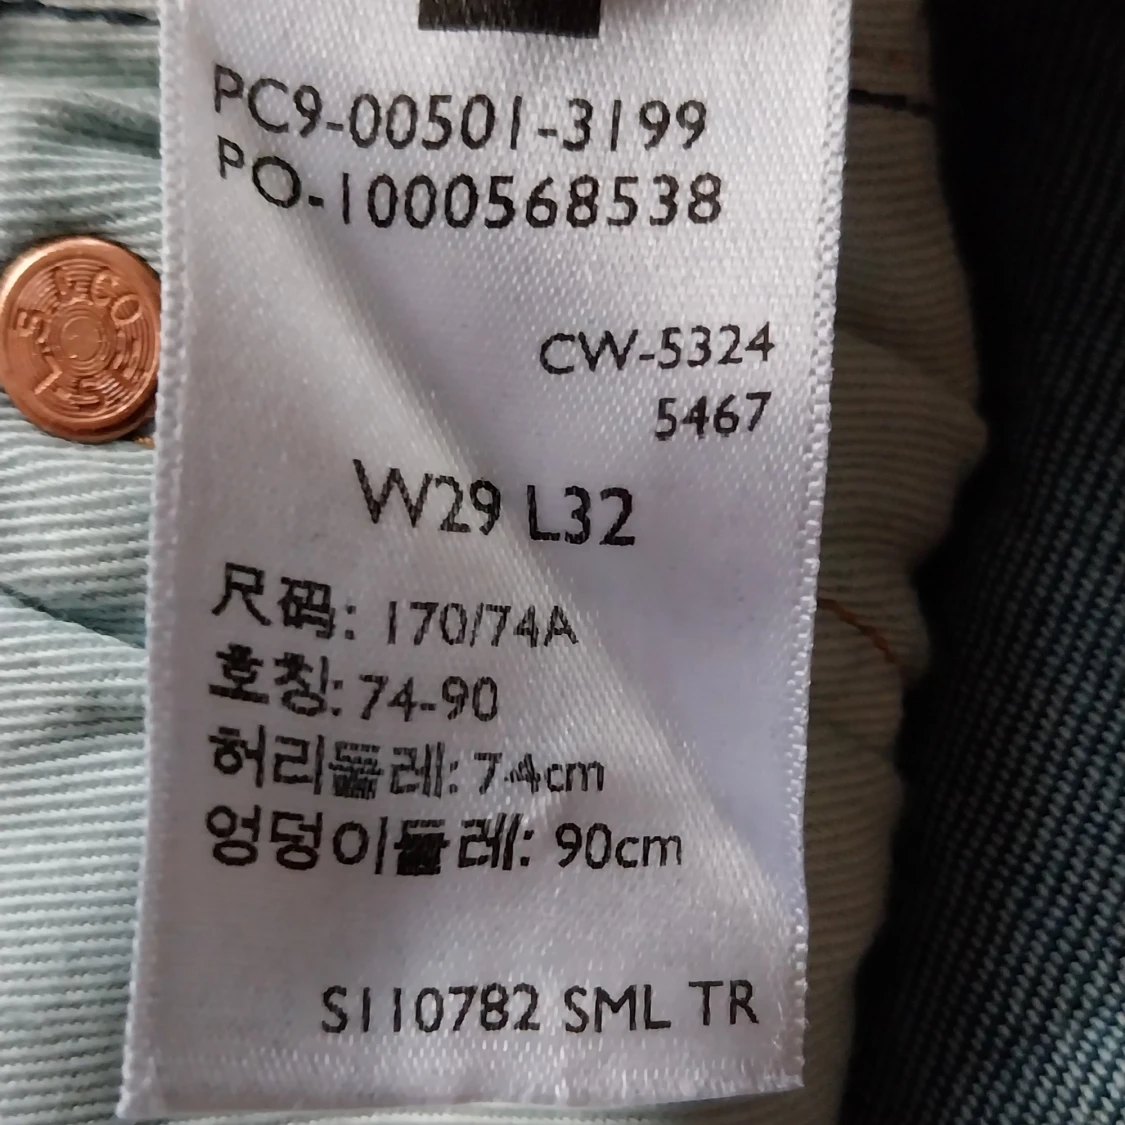 PC9-00501-3199
PO-1000568538
CW-5324
5467
W29 L32
尺码: 170/74A
호칭: 74-90
허리둘레: 74cm
엉덩이둘레: 90cm
S110782 SML TR